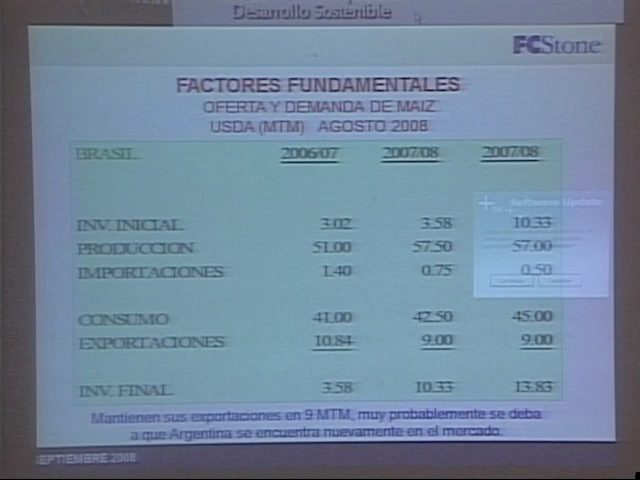 Desarrollo Sostenible
FCStone
FACTORES FUNDAMENTALES
OFERTA Y DEMANDA DE MAIZ
USDA (MTM) AGOSTO 2008
BRASIL 2006/07 2007/08 2007/08
Software Update
INV. INICIAL 3.02 3.58 10.33
PRODUCCION 51.00 57.50 57.00
IMPORTACIONES 1.40 0.75 0.50
CONSUMO 41.00 42.50 45.00
EXPORTACIONES 10.84 9.00 9.00
INV. FINAL 3.58 10.33 13.83
Mantienen sus exportaciones en 9 MTM, muy probablemente se deba
a que Argentina se encuentra nuevamente en el mercado.
SEPTIEMBRE 2008